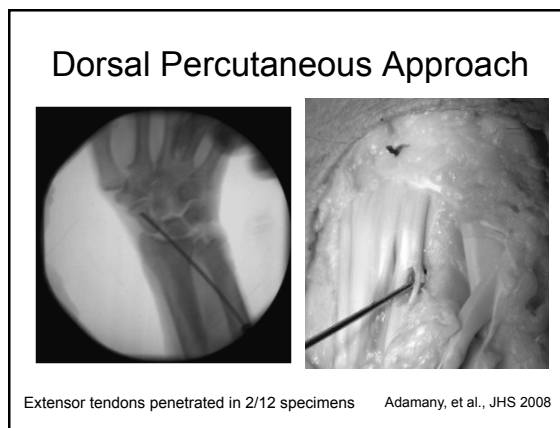 Dorsal Percutaneous Approach
Extensor tendons penetrated in 2/12 specimens
Adamany, et al., JHS 2008